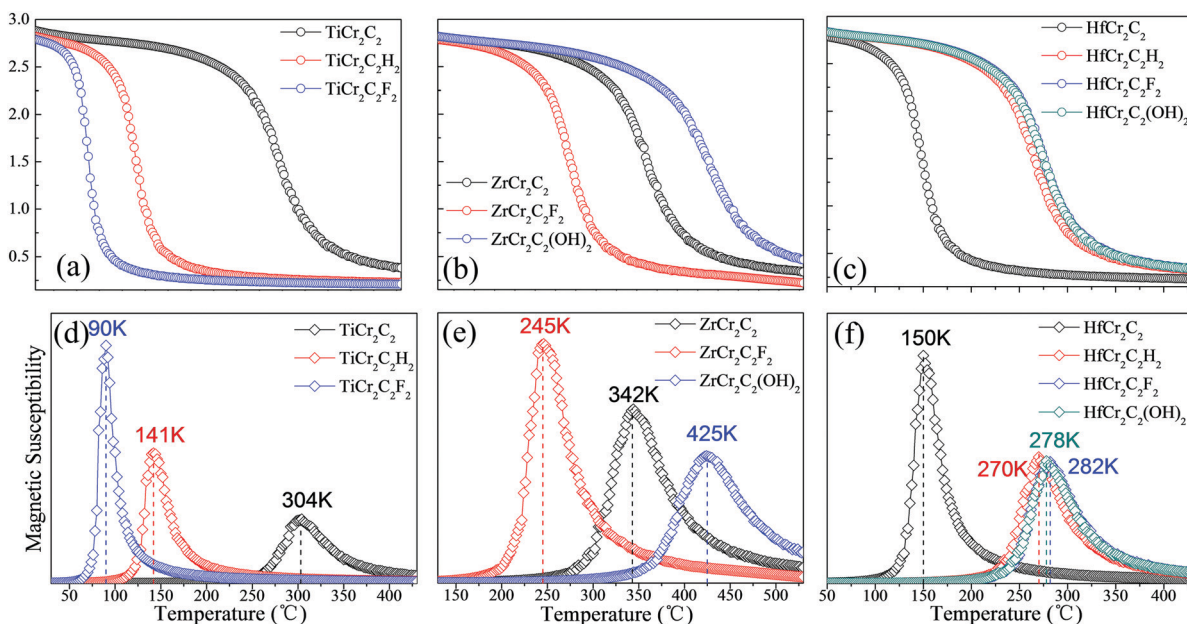 3.0
2.5
2.0
1.5
1.0
0.5
TiCr₂C₂
TiCr₂C₂H₂
TiCr₂C₂F₂
(a)
ZrCr₂C₂
ZrCr₂C₂F₂
ZrCr₂C₂(OH)₂
(b)
HfCr₂C₂
HfCr₂C₂H₂
HfCr₂C₂F₂
HfCr₂C₂(OH)₂
(c)
Magnetic Susceptibility
(d)
90K
141K
304K
TiCr₂C₂
TiCr₂C₂H₂
TiCr₂C₂F₂
50 100 150 200 250 300 350 400
Temperature (℃)
(e)
245K
342K
425K
ZrCr₂C₂
ZrCr₂C₂F₂
ZrCr₂C₂(OH)₂
150 200 250 300 350 400 450 500
Temperature (℃)
(f)
150K
278K
270K
282K
HfCr₂C₂
HfCr₂C₂H₂
HfCr₂C₂F₂
HfCr₂C₂(OH)₂
50 100 150 200 250 300 350 400
Temperature (℃)